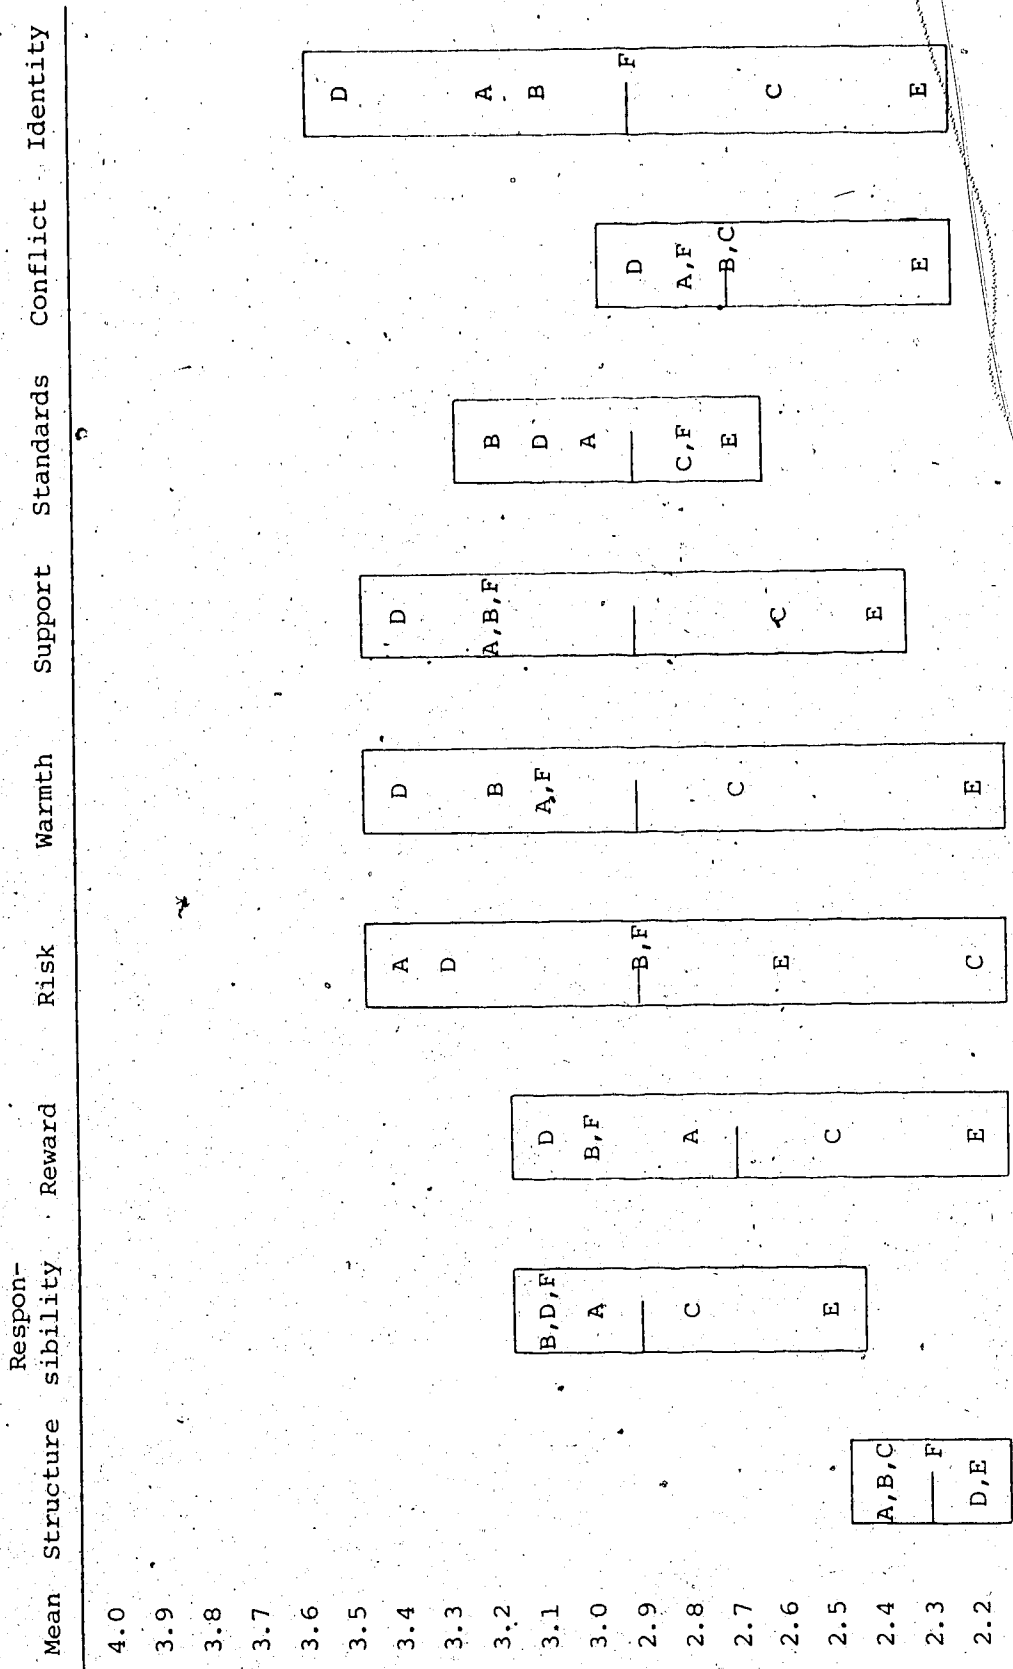 Respon-
Mean Structure sibility Reward Risk Warmth Support Standards Conflict Identity
4.0
3.9
3.8
3.7
3.6
3.5 D
3.4 A D D
3.3 D
3.2 B A,B,F B A
3.1 B,D,F D A,F D B
3.0 A B,F A
2.9 B,F D F
2.8 C A C,F A,F
2.7 C E B,C
2.6 E C C
2.5 E C
2.4 A,B,C E
2.3 F E E
2.2 D,E E C E